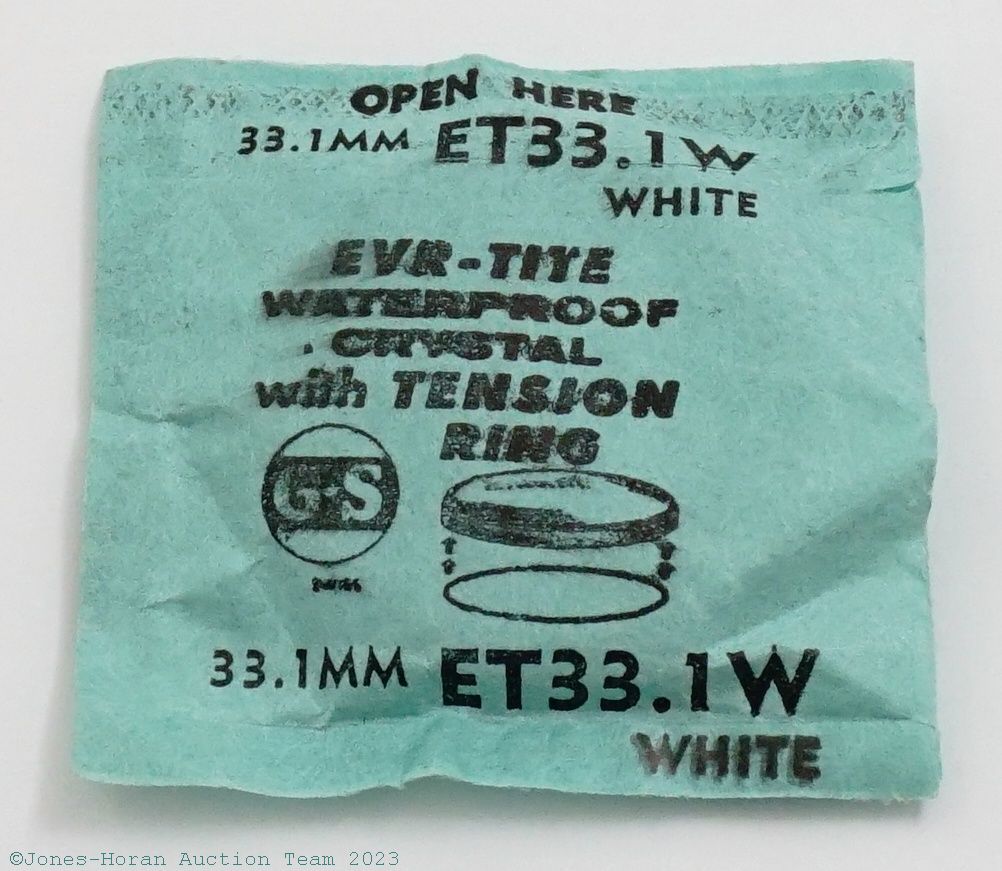 OPEN HERE
33.1MM ET33.1W
WHITE
EVR-TITE
WATERPROOF
CRYSTAL
with TENSION
RING
G-S
33.1MM ET33.1W
WHITE
©Jones-Horan Auction Team 2023